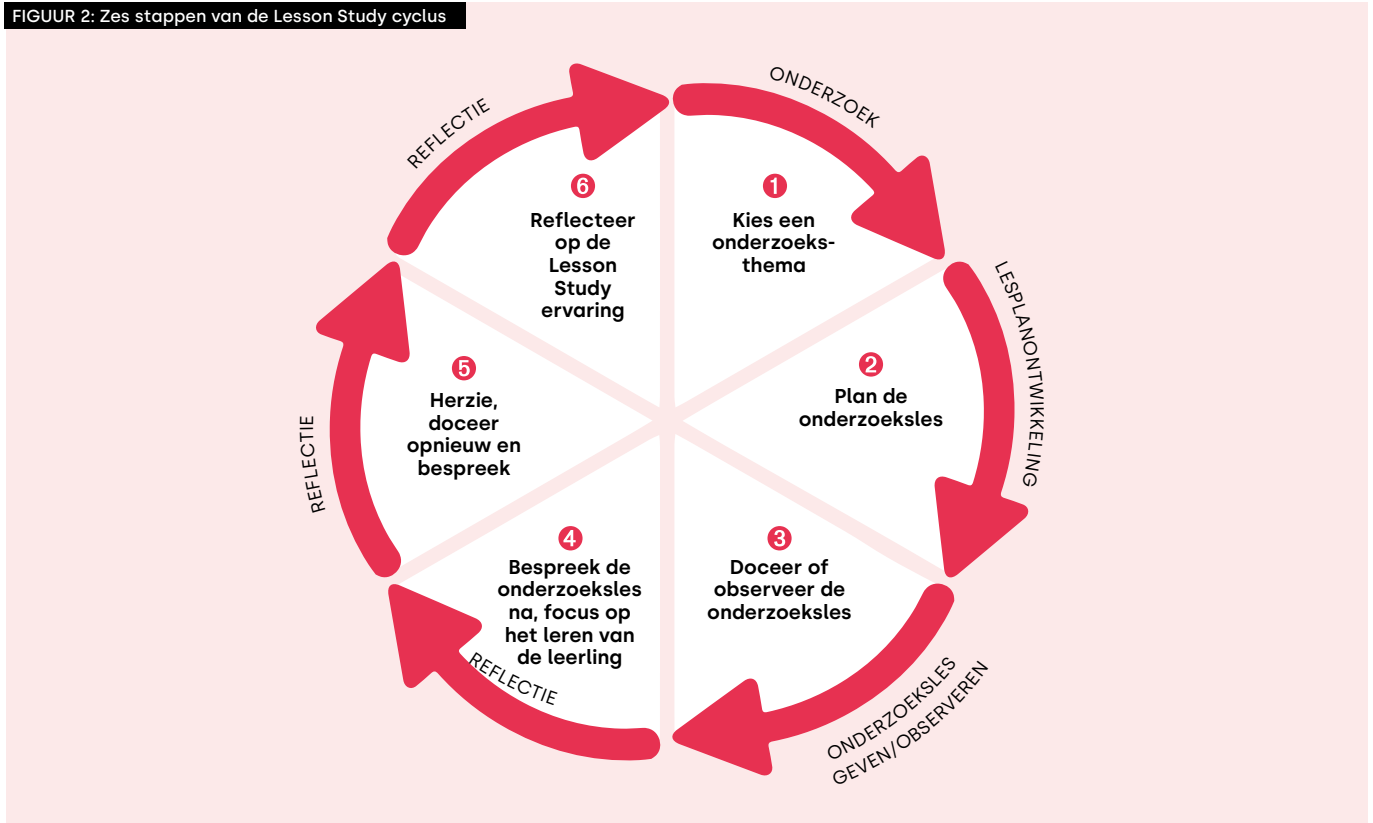 FIGUUR 2: Zes stappen van de Lesson Study cyclus
ONDERZOEK
1
Kies een
onderzoeks-
thema
LESPLANONTWIKKELING
2
Plan de
onderzoeksles
3
Doceer of
observeer de
onderzoeksles
ONDERZOEKSLES
GEVEN/OBSERVEREN
4
Bespreek de
onderzoeksles
na, focus op
het leren van
de leerling
REFLECTIE
5
Herzie,
doceer
opnieuw en
bespreek
REFLECTIE
6
Reflecteer
op de
Lesson
Study
ervaring
REFLECTIE